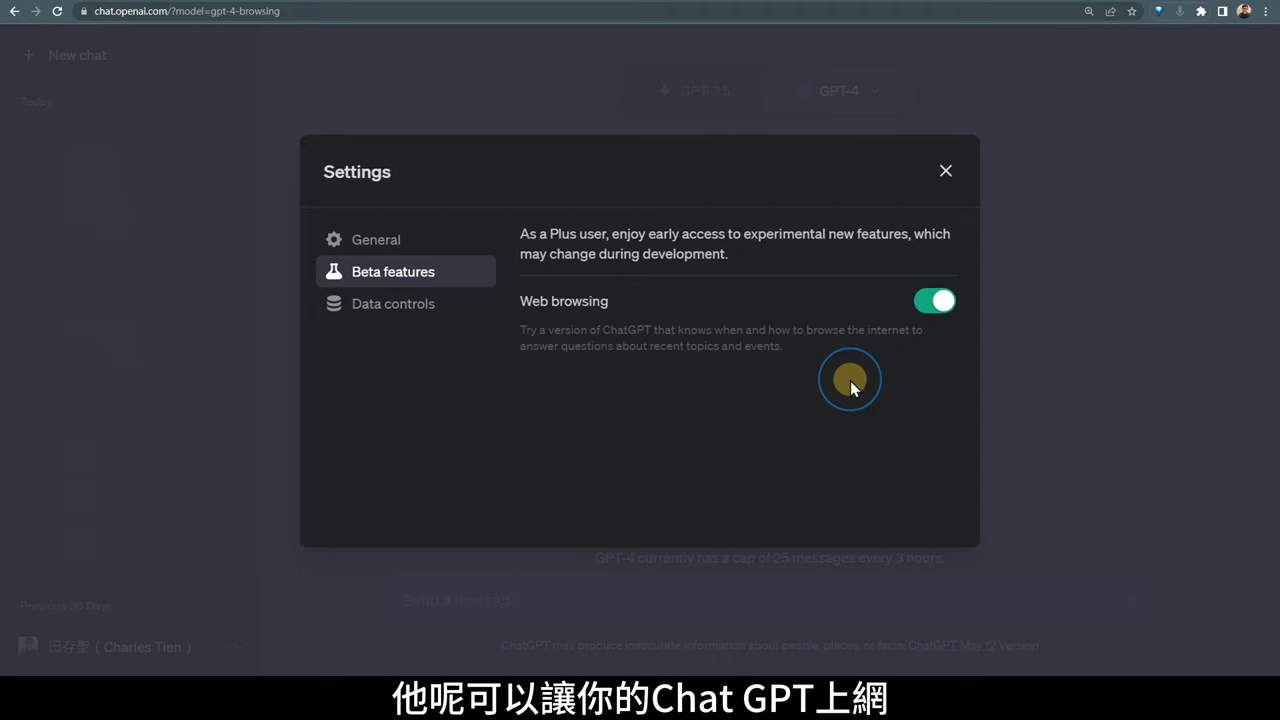 chat.openai.com/?model=gpt-4-browsing
New chat
Today
GPT-3.5
GPT-4
Settings
General
Beta features
Data controls
As a Plus user, enjoy early access to experimental new features, which
may change during development.
Web browsing
Try a version of ChatGPT that knows when and how to browse the internet to
answer questions about recent topics and events.
GPT-4 currently has a cap of 25 messages every 3 hours.
Send a message
Previous 30 Days
田存聖 ( Charles Tien )
ChatGPT may produce inaccurate information about people, places, or facts. ChatGPT May 12 Version
他呢可以讓你的Chat GPT上網